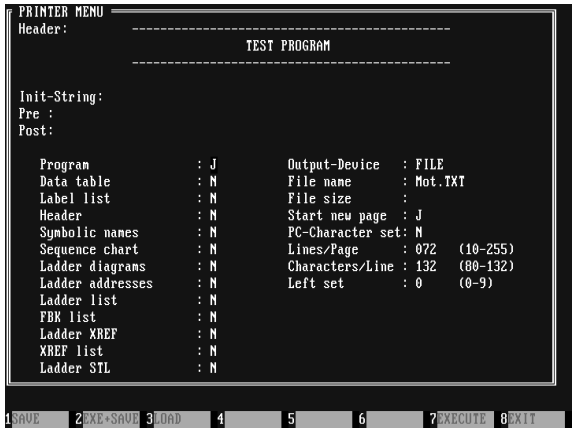 PRINTER MENU
Header: ----------------------------------------
TEST PROGRAM
----------------------------------------
Init-String:
Pre :
Post:
Program : J Output-Device : FILE
Data table : N File name : Mot.TXT
Label list : N File size :
Header : N Start new page : J
Symbolic names : N PC-Character set: N
Sequence chart : N Lines/Page : 072 (10-255)
Ladder diagrams : N Characters/Line : 132 (80-132)
Ladder addresses : N Left set : 0 (0-9)
Ladder list : N
FBK list : N
Ladder XREF : N
XREF list : N
Ladder STL : N
1SAVE 2EXE+SAVE 3LOAD 4 5 6 7EXECUTE 8EXIT